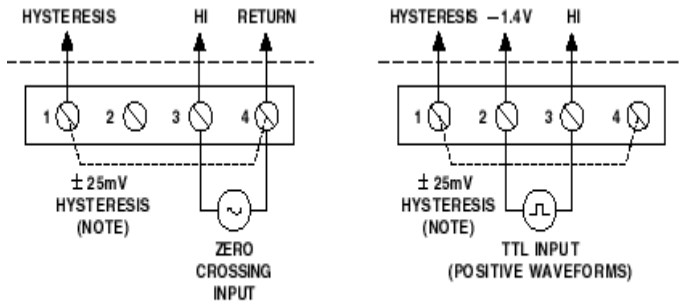 HYSTERESIS HI RETURN
1 2 3 4
± 25mV
HYSTERESIS
(NOTE)
ZERO
CROSSING
INPUT
HYSTERESIS –1.4V HI
1 2 3 4
± 25mV
HYSTERESIS
(NOTE)
TTL INPUT
(POSITIVE WAVEFORMS)